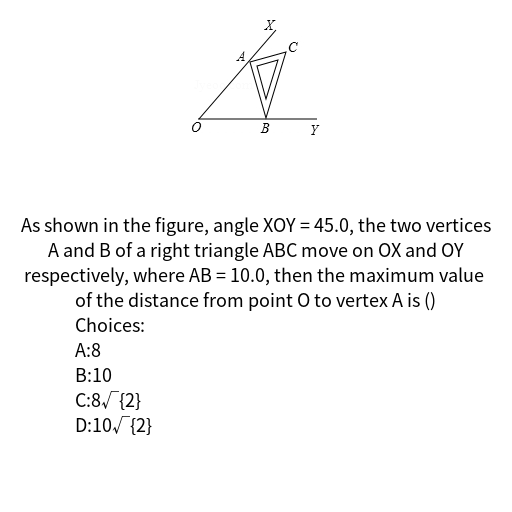 X
C
A
O
B
Y
As shown in the figure, angle XOY = 45.0, the two vertices
A and B of a right triangle ABC move on OX and OY
respectively, where AB = 10.0, then the maximum value
of the distance from point O to vertex A is ()
Choices:
A:8
B:10
C:8√{2}
D:10√{2}